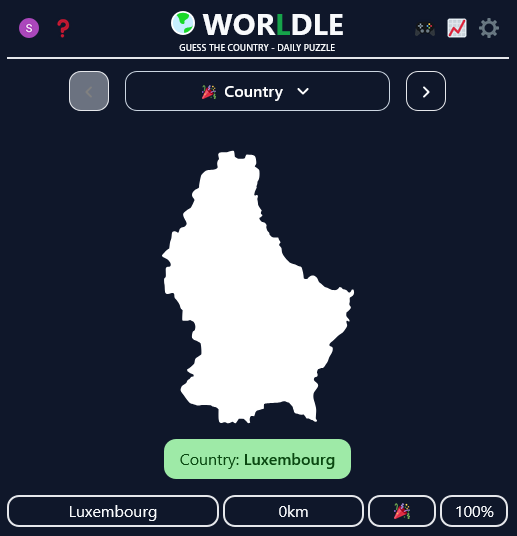 S
WORLDLE
GUESS THE COUNTRY - DAILY PUZZLE
Country
Country: Luxembourg
Luxembourg 0km 100%